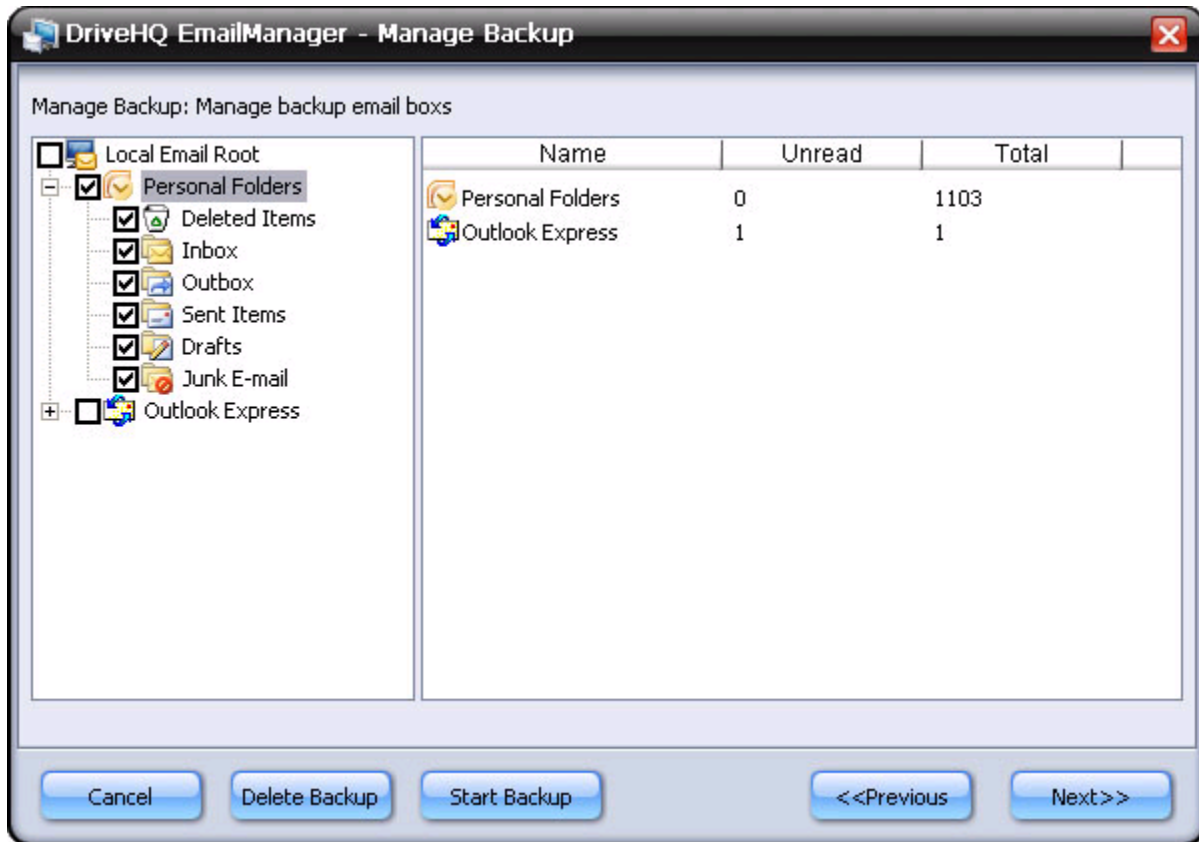 DriveHQ EmailManager - Manage Backup
Manage Backup: Manage backup email boxs
Local Email Root
Personal Folders
Deleted Items
Inbox
Outbox
Sent Items
Drafts
Junk E-mail
Outlook Express
Name Unread Total
Personal Folders 0 1103
Outlook Express 1 1
Cancel Delete Backup Start Backup <<Previous Next>>